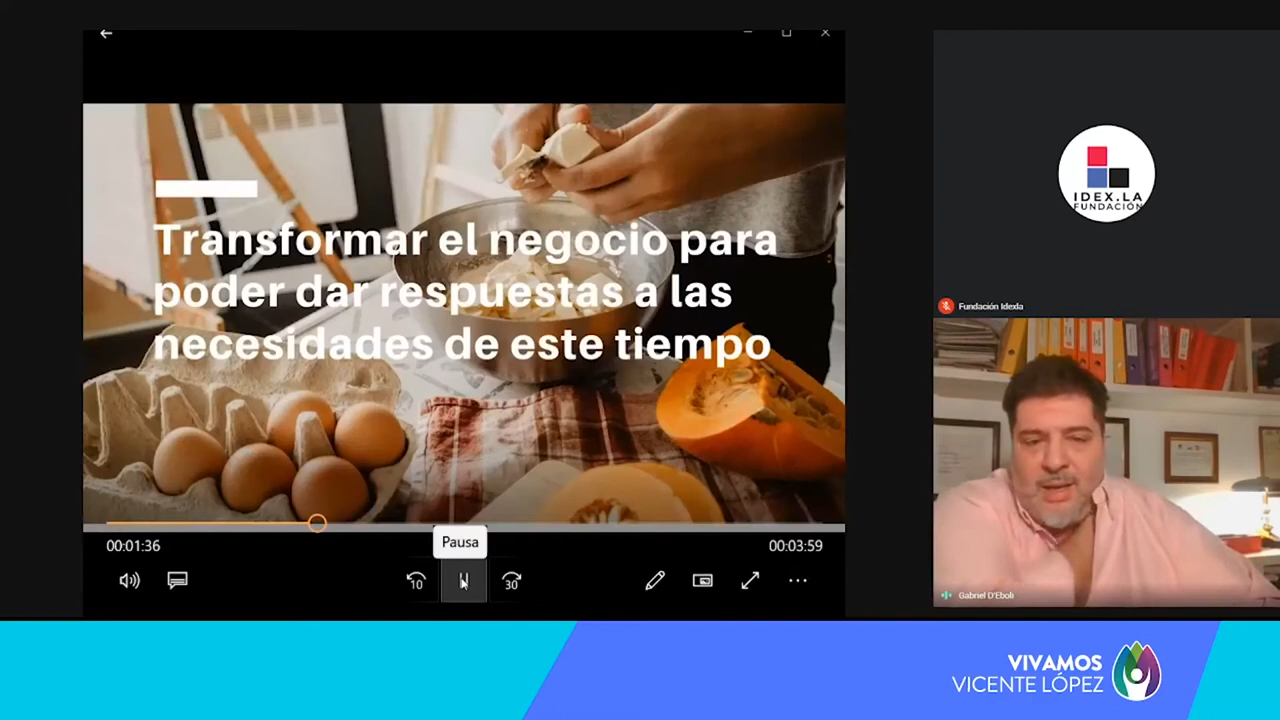 Transformar el negocio para
poder dar respuestas a las
necesidades de este tiempo
00:01:36
Pausa
00:03:59
10
30
IDEX.LA
FUNDACIÓN
Fundación Idexla
Gabriel D'Eboli
VIVAMOS
VICENTE LÓPEZ